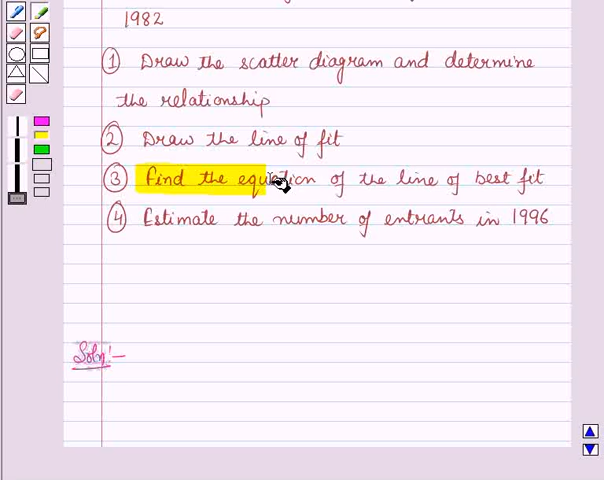 1982
① Draw the scatter diagram and determine
the relationship
② Draw the line of fit
③ Find the equation of the line of best fit
④ Estimate the number of entrants in 1996
Soln:-